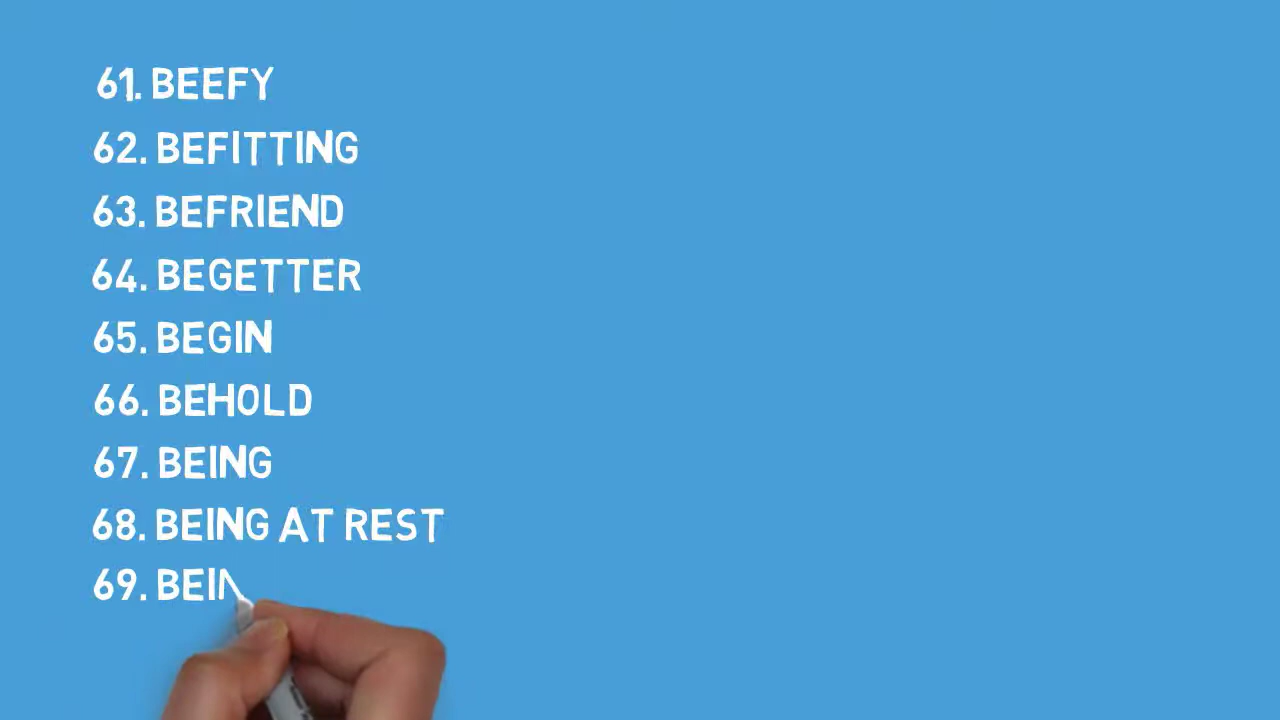 61. BEEFY
62. BEFITTING
63. BEFRIEND
64. BEGETTER
65. BEGIN
66. BEHOLD
67. BEING
68. BEING AT REST
69.